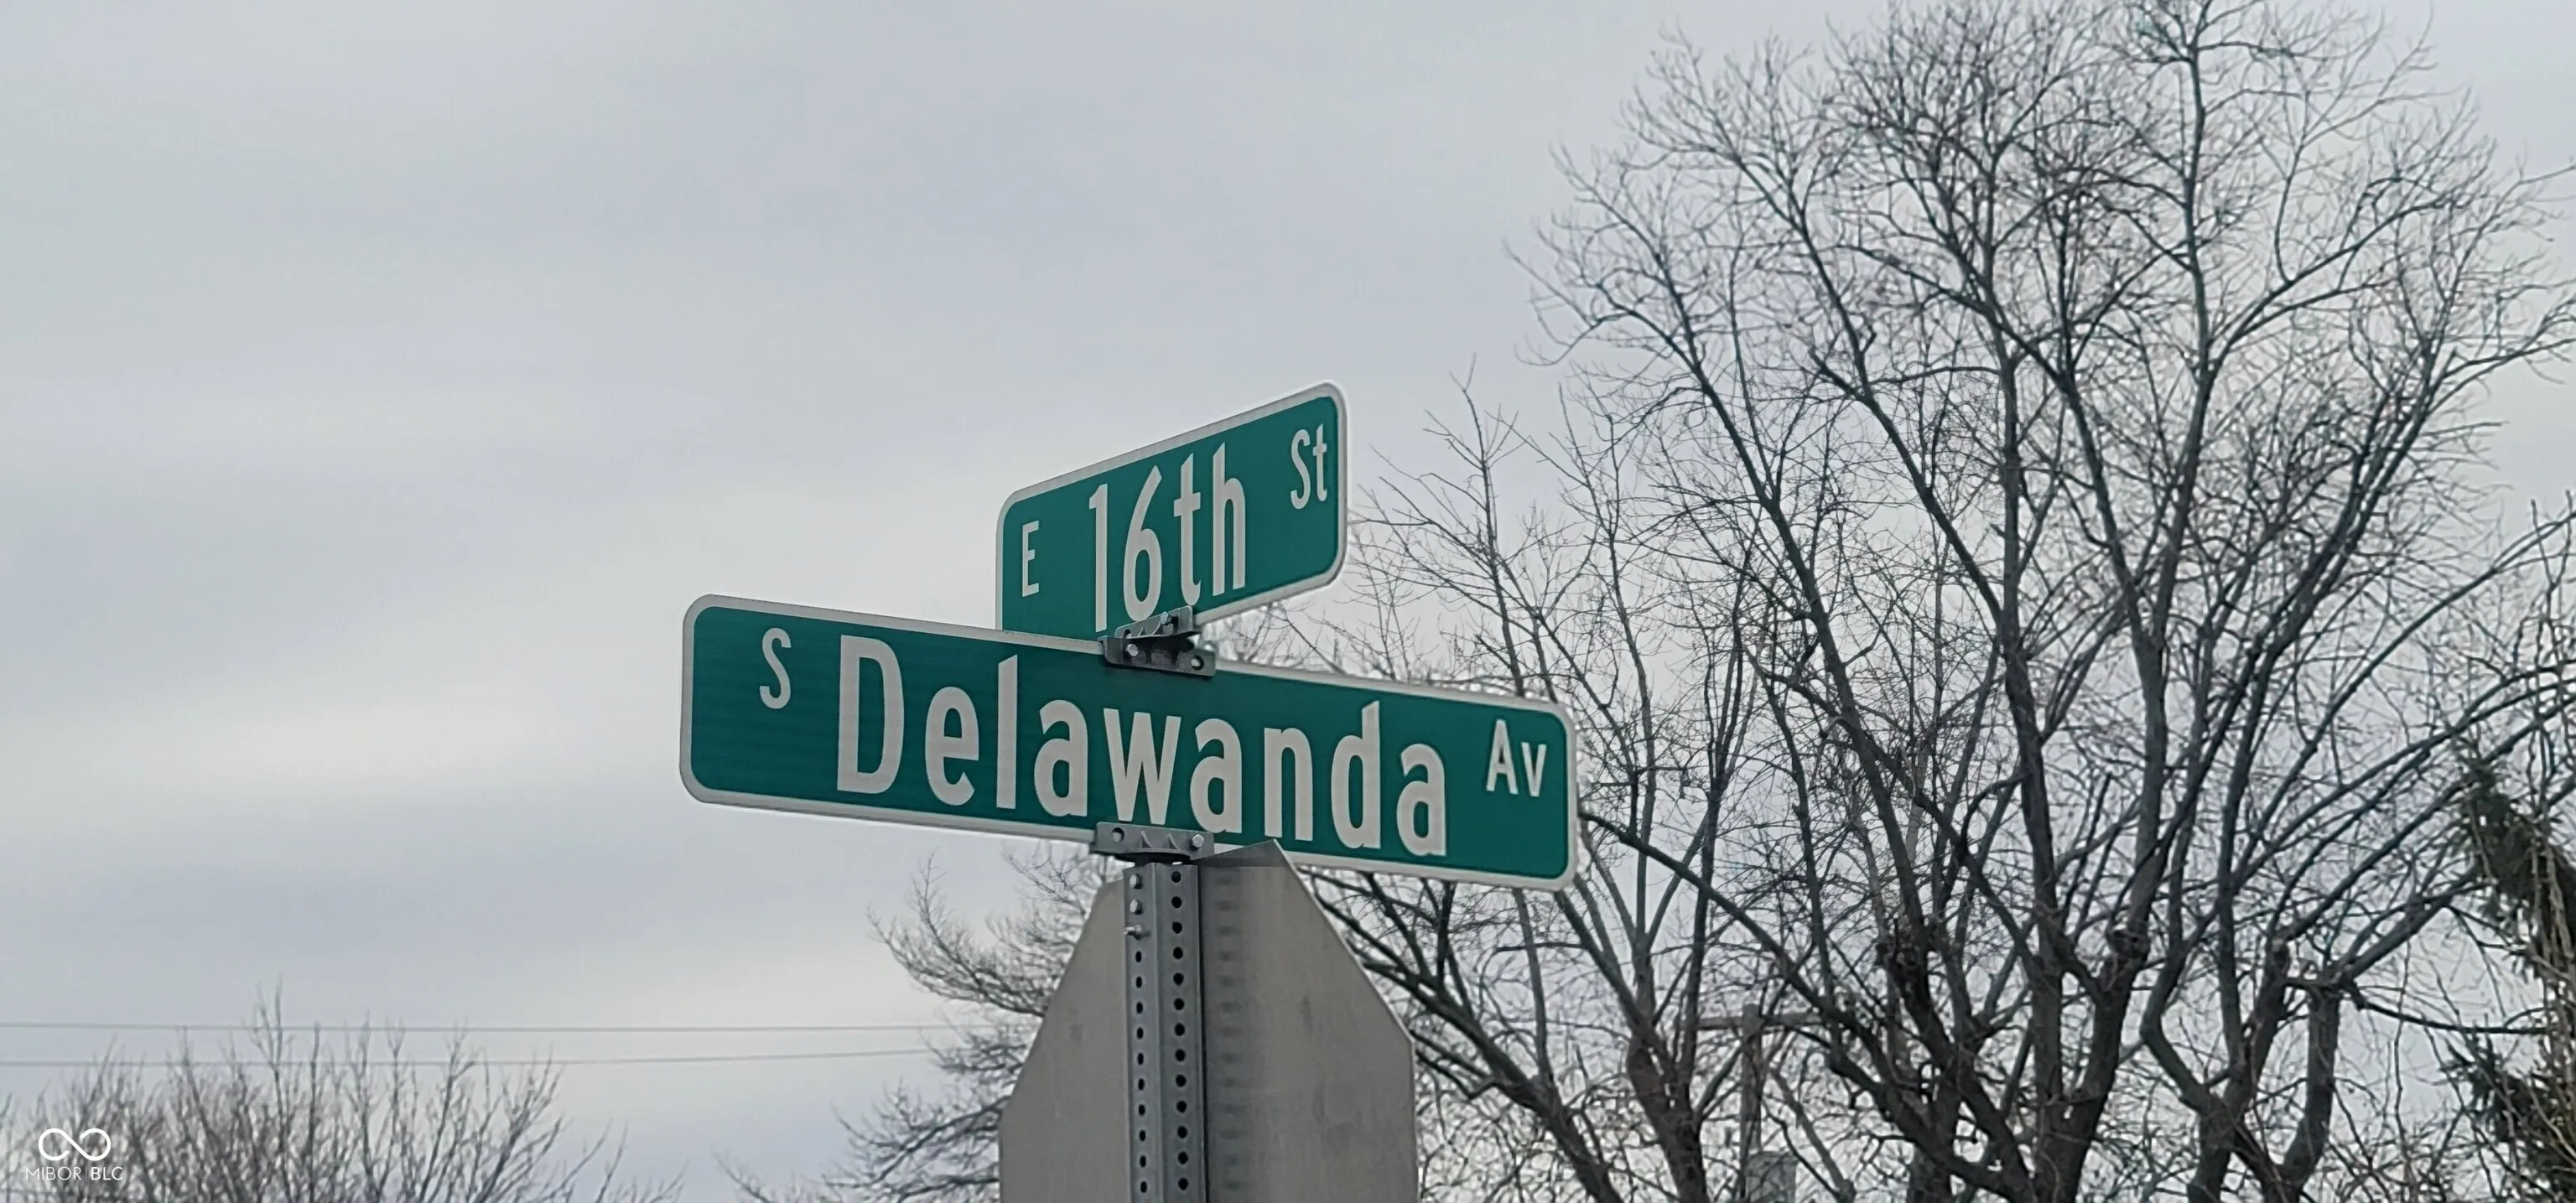 E 16th St
S Delawanda Av
MIBOR BLC